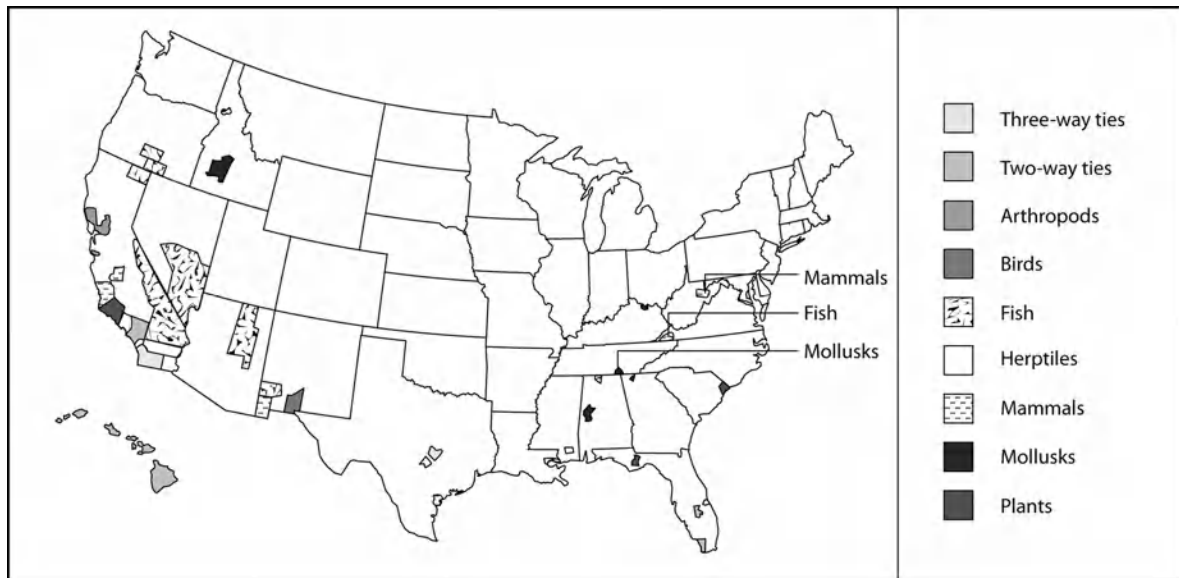 Mammals
Fish
Mollusks
Three-way ties
Two-way ties
Arthropods
Birds
Fish
Herptiles
Mammals
Mollusks
Plants